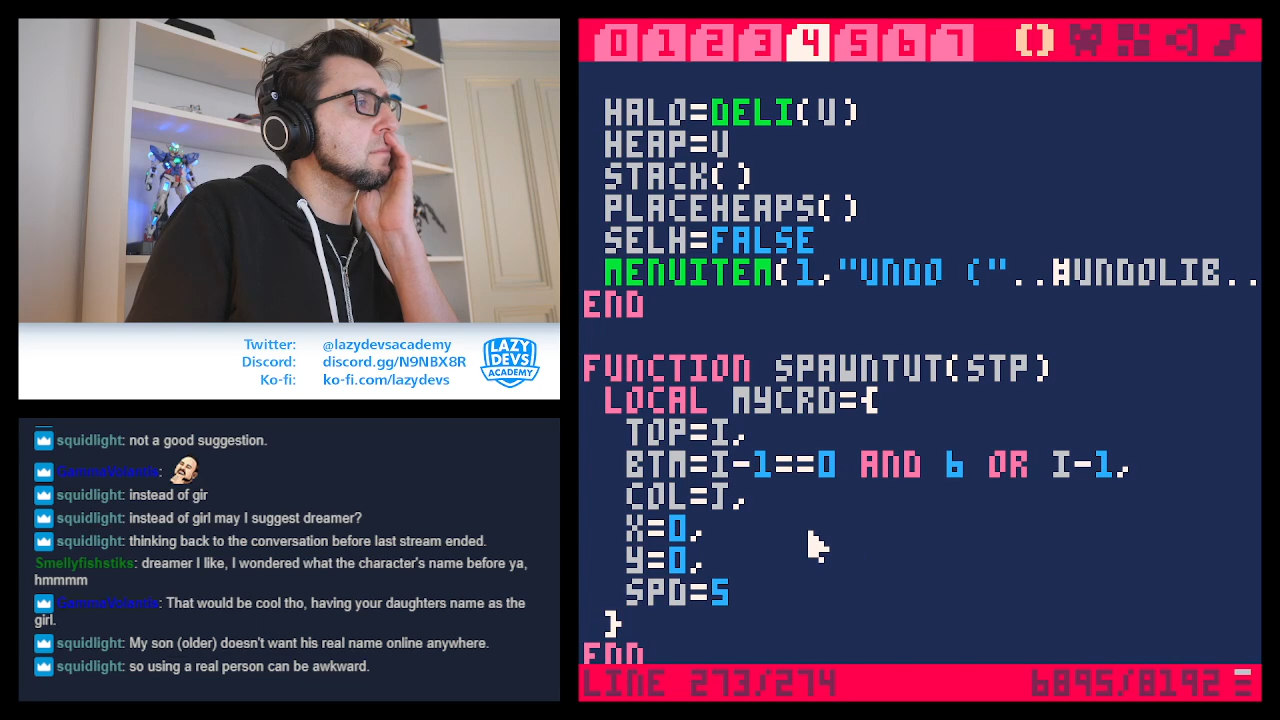 Twitter: @lazydevsacademy
Discord: discord.gg/N9NBX8R
Ko-fi: ko-fi.com/lazydevs
LAZY
DEVS
ACADEMY
squidlight: not a good suggestion.
GammaVolantis:
squidlight: instead of gir
squidlight: instead of girl may I suggest dreamer?
squidlight: thinking back to the conversation before last stream ended.
Smellyfishstiks: dreamer I like, I wondered what the character's name before ya,
hmmmm
GammaVolantis: That would be cool tho, having your daughters name as the
girl.
squidlight: My son (older) doesn't want his real name online anywhere.
squidlight: so using a real person can be awkward.
0 1 2 3 4 5 6 7 ()
HALD=DELI(U)
HEAP=U
STACK()
PLACEHEAPS()
SELH=FALSE
MENUITEM(1,"UNDO ("..#UNDOLIB..
END
FUNCTION SPAWNTUT(STP)
LOCAL MYCRD={
TOP=I,
BTM=I-1==0 AND 6 OR I-1,
COL=J,
X=0,
Y=0,
SPD=5
}
END
LINE 273/274 6895/8192